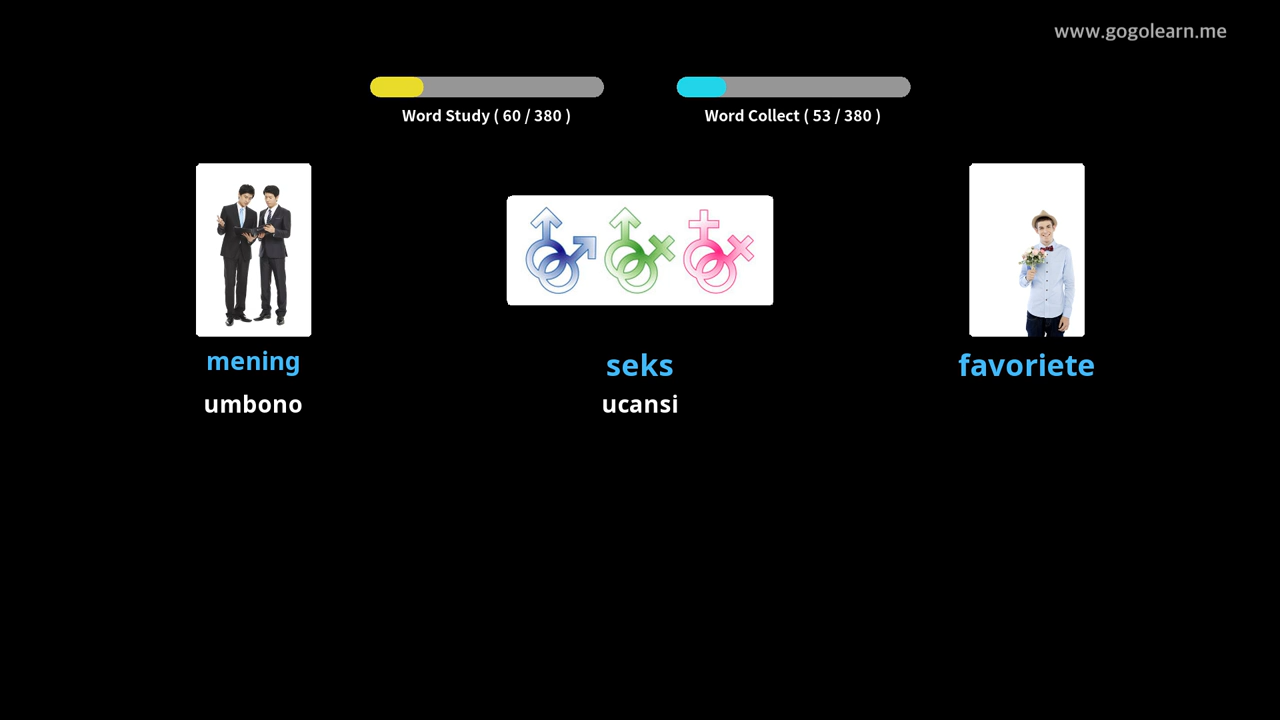 www.gogolearn.me
Word Study ( 60 / 380 )
Word Collect ( 53 / 380 )
mening
seks
favoriete
umbono
ucansi